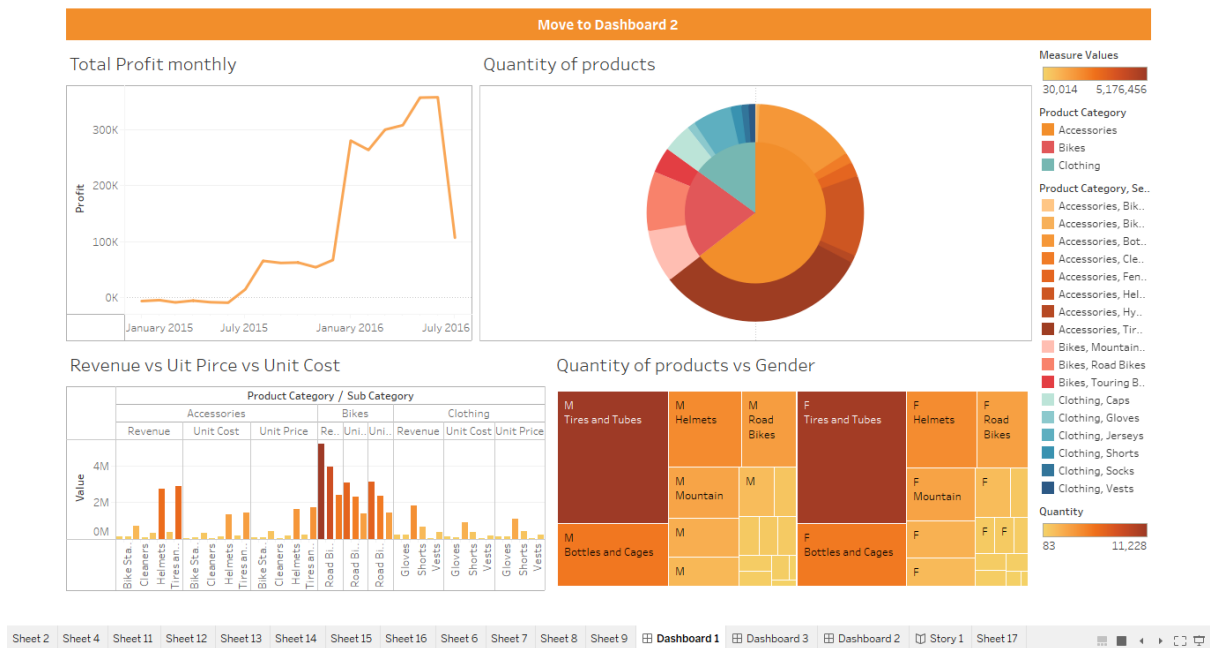 Move to Dashboard 2
Total Profit monthly
Quantity of products
Profit
300K
200K
100K
0K
January 2015 July 2015 January 2016 July 2016
Measure Values
30,014 5,176,456
Product Category
Accessories
Bikes
Clothing
Product Category, Se..
Accessories, Bik..
Accessories, Bik..
Accessories, Bot..
Accessories, Cle..
Accessories, Fen..
Accessories, Hel..
Accessories, Hy..
Accessories, Tir..
Bikes, Mountain..
Bikes, Road Bikes
Bikes, Touring B..
Clothing, Caps
Clothing, Gloves
Clothing, Jerseys
Clothing, Shorts
Clothing, Socks
Clothing, Vests
Quantity
83 11,228
Revenue vs Uit Pirce vs Unit Cost
Product Category / Sub Category
Accessories Bikes Clothing
Revenue Unit Cost Unit Price Re.. Uni.. Uni.. Revenue Unit Cost Unit Price
Value
4M
2M
0M
Bike Sta..
Cleaners
Helmets
Tires an..
Bike Sta..
Cleaners
Helmets
Tires an..
Bike Sta..
Cleaners
Helmets
Tires an..
Road Bi..
Road Bi..
Road Bi..
Gloves
Shorts
Vests
Gloves
Shorts
Vests
Gloves
Shorts
Vests
Quantity of products vs Gender
M
Tires and Tubes
M
Bottles and Cages
M
Helmets
M
Mountain
M
M
M
Road
Bikes
M
F
Tires and Tubes
F
Bottles and Cages
F
Helmets
F
Mountain
F
F
F
Road
Bikes
F
F F
Sheet 2 Sheet 4 Sheet 11 Sheet 12 Sheet 13 Sheet 14 Sheet 15 Sheet 16 Sheet 6 Sheet 7 Sheet 8 Sheet 9 Dashboard 1 Dashboard 3 Dashboard 2 Story 1 Sheet 17